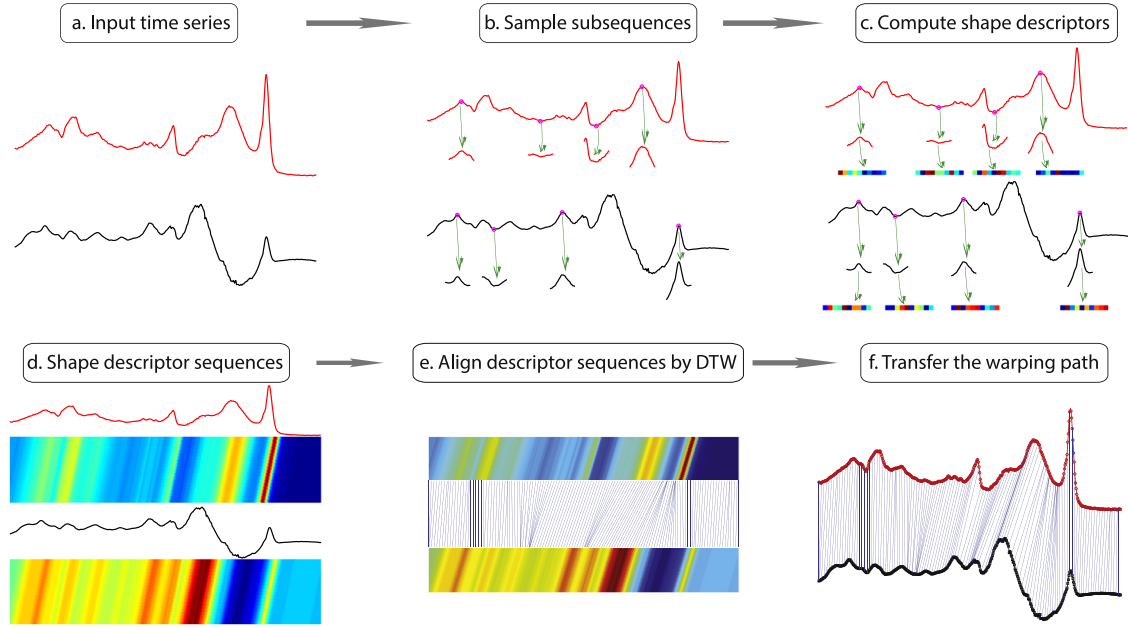 a. Input time series
b. Sample subsequences
c. Compute shape descriptors
d. Shape descriptor sequences
e. Align descriptor sequences by DTW
f. Transfer the warping path